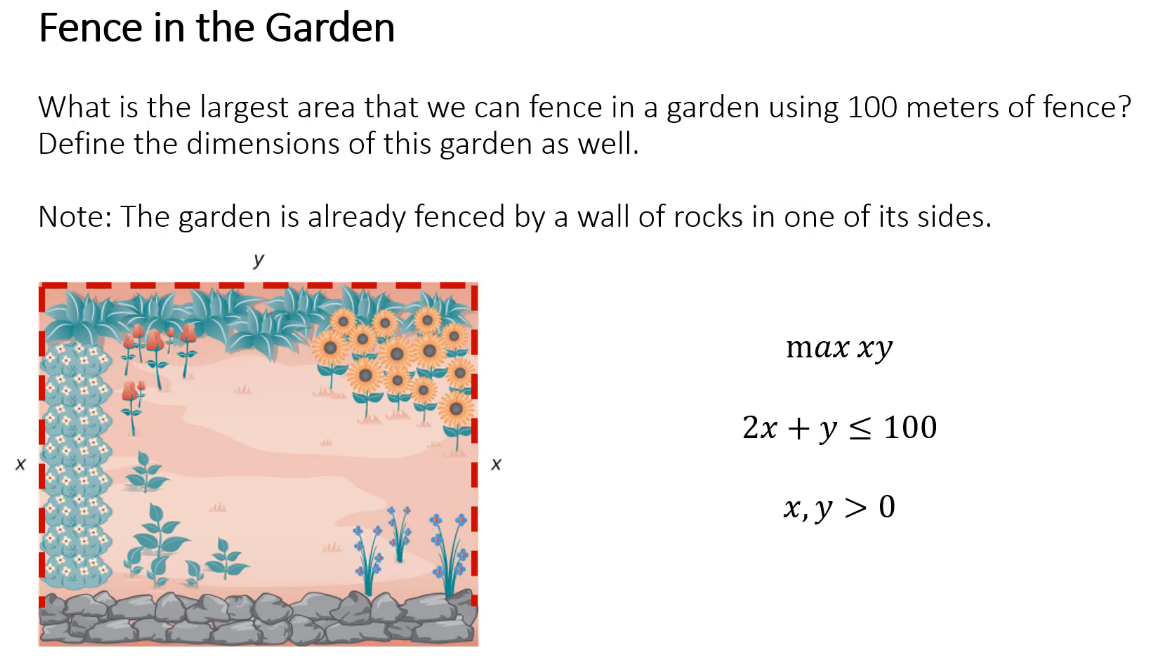 Fence in the Garden
What is the largest area that we can fence in a garden using 100 meters of fence?
Define the dimensions of this garden as well.
Note: The garden is already fenced by a wall of rocks in one of its sides.
y
x
x
max xy
2x + y ≤ 100
x, y > 0